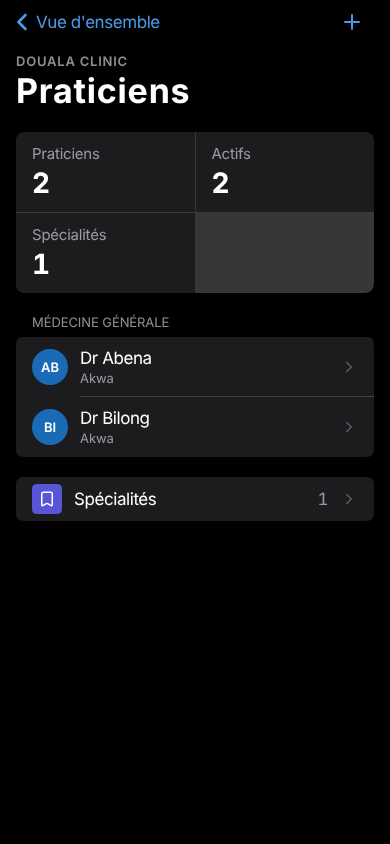 Vue d'ensemble
DOUALA CLINIC
Praticiens
Praticiens
2
Actifs
2
Spécialités
1
MÉDECINE GÉNÉRALE
AB
Dr Abena
Akwa
BI
Dr Bilong
Akwa
Spécialités 1